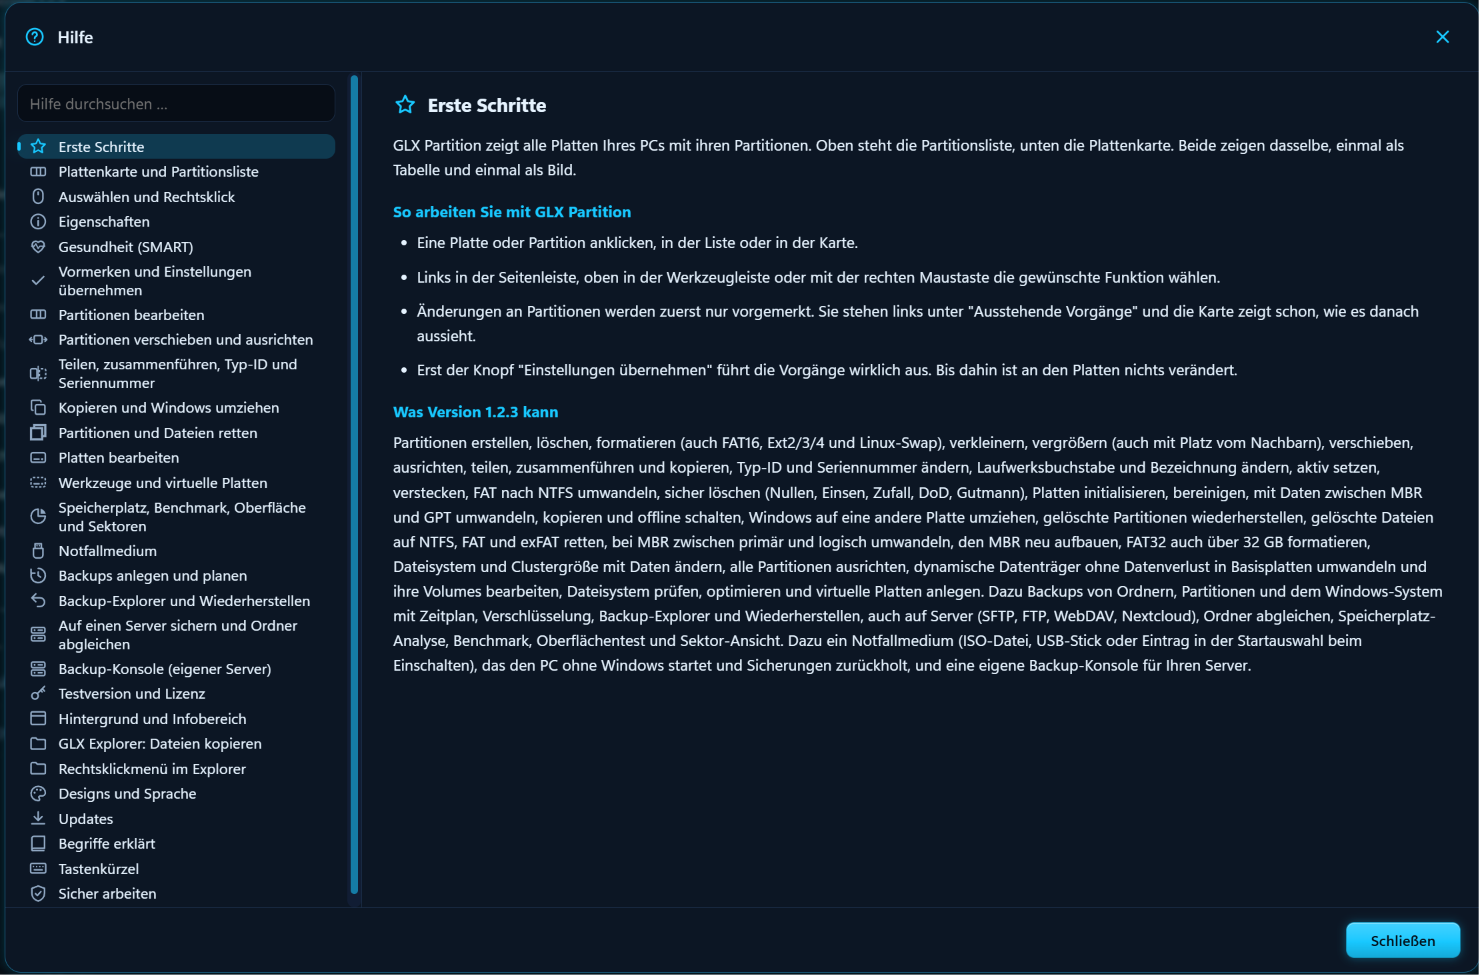 Hilfe
Hilfe durchsuchen ...
Erste Schritte
Plattenkarte und Partitionsliste
Auswählen und Rechtsklick
Eigenschaften
Gesundheit (SMART)
Vormerken und Einstellungen
übernehmen
Partitionen bearbeiten
Partitionen verschieben und ausrichten
Teilen, zusammenführen, Typ-ID und
Seriennummer
Kopieren und Windows umziehen
Partitionen und Dateien retten
Platten bearbeiten
Werkzeuge und virtuelle Platten
Speicherplatz, Benchmark, Oberfläche
und Sektoren
Notfallmedium
Backups anlegen und planen
Backup-Explorer und Wiederherstellen
Auf einen Server sichern und Ordner
abgleichen
Backup-Konsole (eigener Server)
Testversion und Lizenz
Hintergrund und Infobereich
GLX Explorer: Dateien kopieren
Rechtsklickmenü im Explorer
Designs und Sprache
Updates
Begriffe erklärt
Tastenkürzel
Sicher arbeiten
Erste Schritte
GLX Partition zeigt alle Platten Ihres PCs mit ihren Partitionen. Oben steht die Partitionsliste, unten die Plattenkarte. Beide zeigen dasselbe, einmal als
Tabelle und einmal als Bild.
So arbeiten Sie mit GLX Partition
• Eine Platte oder Partition anklicken, in der Liste oder in der Karte.
• Links in der Seitenleiste, oben in der Werkzeugleiste oder mit der rechten Maustaste die gewünschte Funktion wählen.
• Änderungen an Partitionen werden zuerst nur vorgemerkt. Sie stehen links unter "Ausstehende Vorgänge" und die Karte zeigt schon, wie es danach
aussieht.
• Erst der Knopf "Einstellungen übernehmen" führt die Vorgänge wirklich aus. Bis dahin ist an den Platten nichts verändert.
Was Version 1.2.3 kann
Partitionen erstellen, löschen, formatieren (auch FAT16, Ext2/3/4 und Linux-Swap), verkleinern, vergrößern (auch mit Platz vom Nachbarn), verschieben,
ausrichten, teilen, zusammenführen und kopieren, Typ-ID und Seriennummer ändern, Laufwerksbuchstabe und Bezeichnung ändern, aktiv setzen,
verstecken, FAT nach NTFS umwandeln, sicher löschen (Nullen, Einsen, Zufall, DoD, Gutmann), Platten initialisieren, bereinigen, mit Daten zwischen MBR
und GPT umwandeln, kopieren und offline schalten, Windows auf eine andere Platte umziehen, gelöschte Partitionen wiederherstellen, gelöschte Dateien
auf NTFS, FAT und exFAT retten, bei MBR zwischen primär und logisch umwandeln, den MBR neu aufbauen, FAT32 auch über 32 GB formatieren,
Dateisystem und Clustergröße mit Daten ändern, alle Partitionen ausrichten, dynamische Datenträger ohne Datenverlust in Basisplatten umwandeln und
ihre Volumes bearbeiten, Dateisystem prüfen, optimieren und virtuelle Platten anlegen. Dazu Backups von Ordnern, Partitionen und dem Windows-System
mit Zeitplan, Verschlüsselung, Backup-Explorer und Wiederherstellen, auch auf Server (SFTP, FTP, WebDAV, Nextcloud), Ordner abgleichen, Speicherplatz-
Analyse, Benchmark, Oberflächentest und Sektor-Ansicht. Dazu ein Notfallmedium (ISO-Datei, USB-Stick oder Eintrag in der Startauswahl beim
Einschalten), das den PC ohne Windows startet und Sicherungen zurückholt, und eine eigene Backup-Konsole für Ihren Server.
Schließen